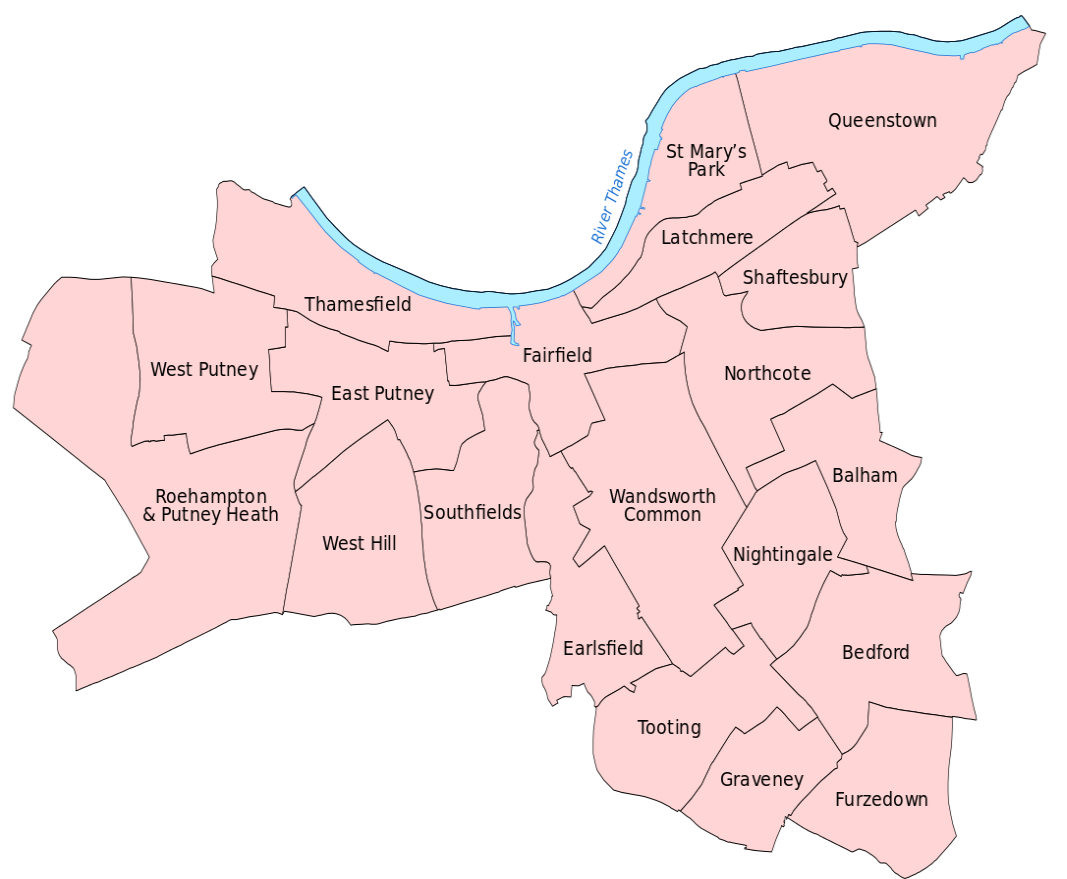 Queenstown
St Mary’s
Park
River Thames
Latchmere
Shaftesbury
Thamesfield
Fairfield
West Putney
Northcote
East Putney
Balham
Roehampton
& Putney Heath
Wandsworth
Common
Southfields
West Hill
Nightingale
Earlsfield
Bedford
Tooting
Graveney
Furzedown